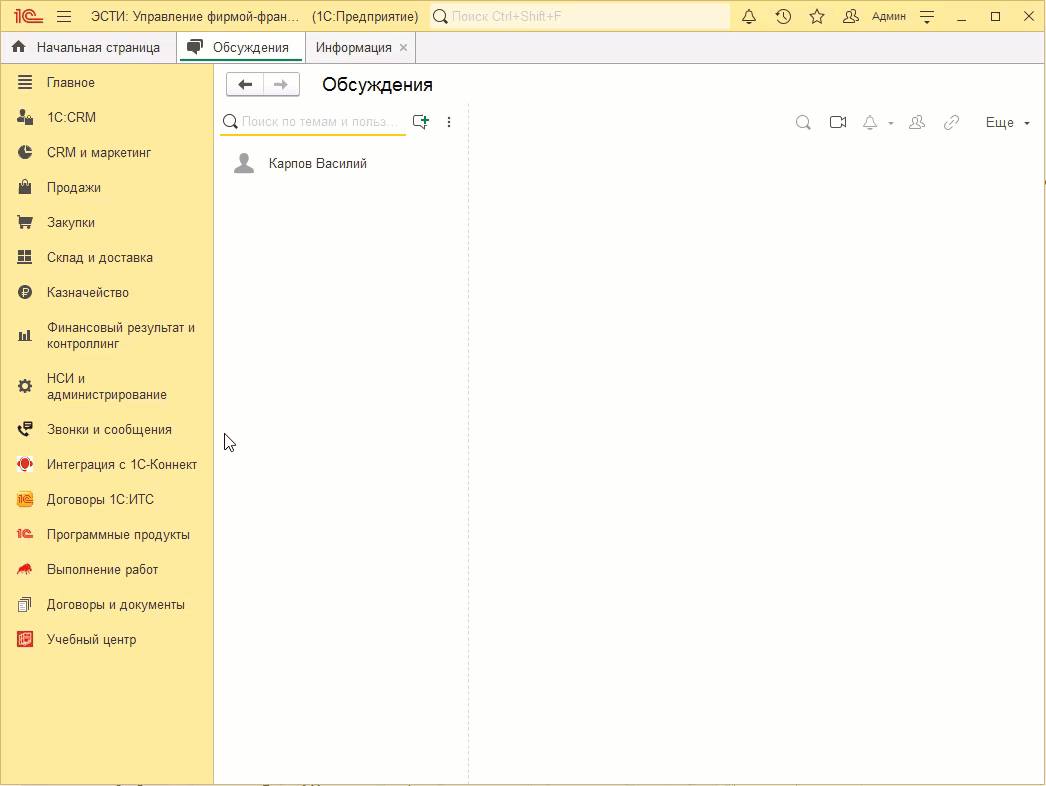 1С ЭСТИ: Управление фирмой-фран... (1С:Предприятие) Поиск Ctrl+Shift+F Админ
Начальная страница Обсуждения Информация ×
Главное
1С:CRM
CRM и маркетинг
Продажи
Закупки
Склад и доставка
Казначейство
Финансовый результат и
контроллинг
НСИ и
администрирование
Звонки и сообщения
Интеграция с 1С-Коннект
Договоры 1С:ИТС
Программные продукты
Выполнение работ
Договоры и документы
Учебный центр
Обсуждения
Поиск по темам и польз...
Еще
Карпов Василий